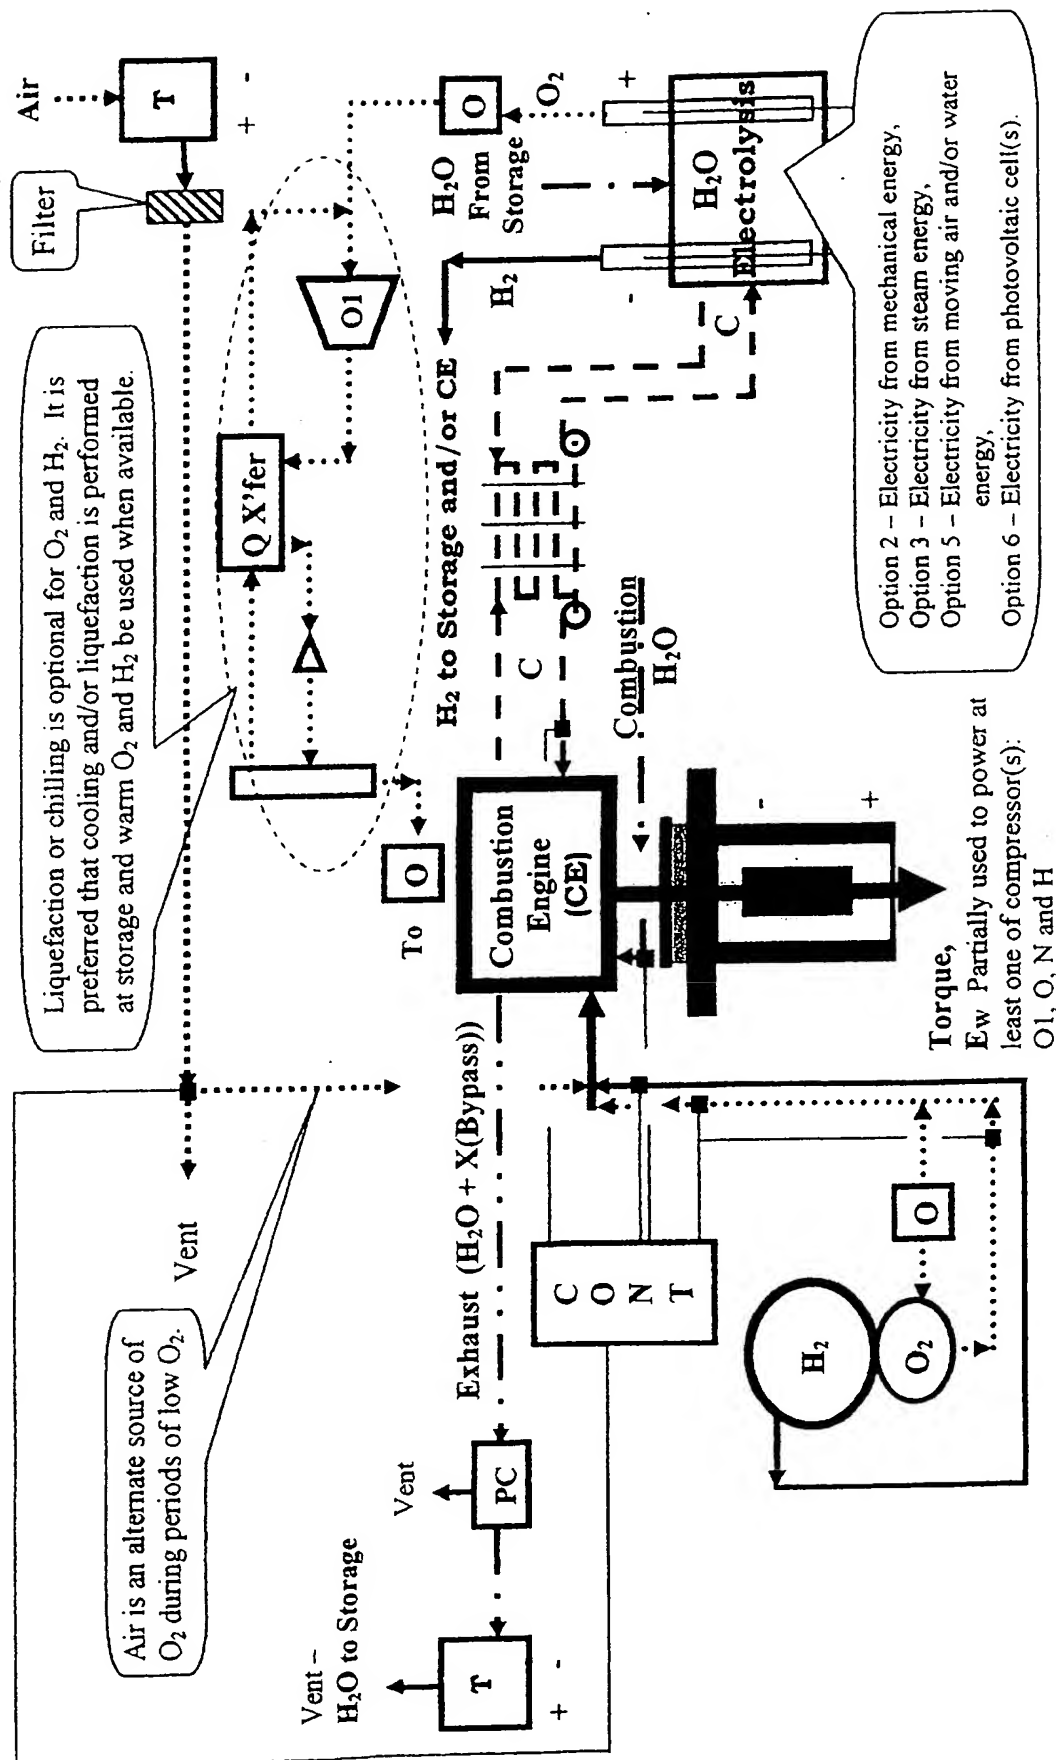 Air is an alternate source of
O₂ during periods of low O₂.
Liquefaction or chilling is optional for O₂ and H₂. It is
preferred that cooling and/or liquefaction is performed
at storage and warm O₂ and H₂ be used when available.
Filter
Air
T
+ -
Vent
Q X'fer
O1
To
O
H₂ to Storage and/or CE
H₂
H₂O
From
Storage
O
O₂
Vent –
H₂O to Storage
T
+ -
Vent
PC
Exhaust (H₂O + X(Bypass))
Combustion
Engine
(CE)
C
C
-
+
H₂O
Electrolysis
Combustion
H₂O
C
O
N
T
H₂
O₂
O
-
+
Torque,
Ew Partially used to power at
least one of compressor(s):
O1, O, N and H
Option 2 – Electricity from mechanical energy,
Option 3 – Electricity from steam energy,
Option 5 – Electricity from moving air and/or water
energy,
Option 6 – Electricity from photovoltaic cell(s).